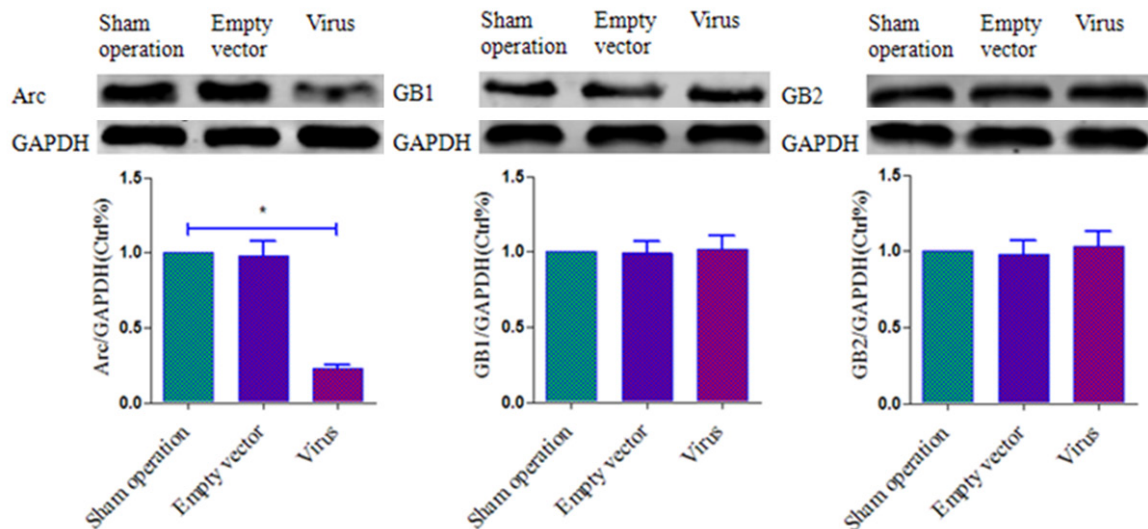 Sham
operation
Empty
vector
Virus
Arc
GAPDH
1.5
1.0
0.5
0.0
Arc/GAPDH(Ctrl%)
*
Sham operation
Empty vector
Virus
Sham
operation
Empty
vector
Virus
GB1
GAPDH
1.5
1.0
0.5
0.0
GB1/GAPDH(Ctrl%)
Sham operation
Empty vector
Virus
Sham
operation
Empty
vector
Virus
GB2
GAPDH
1.5
1.0
0.5
0.0
GB2/GAPDH(Ctrl%)
Sham operation
Empty vector
Virus